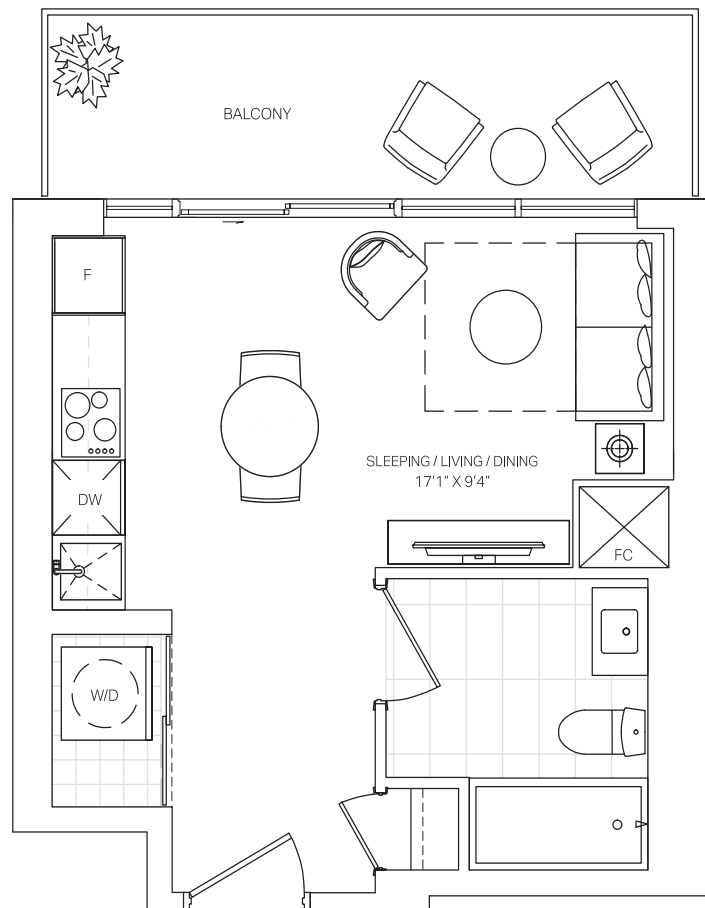 BALCONY
F
SLEEPING / LIVING / DINING
17'1" X 9'4"
DW
FC
W/D